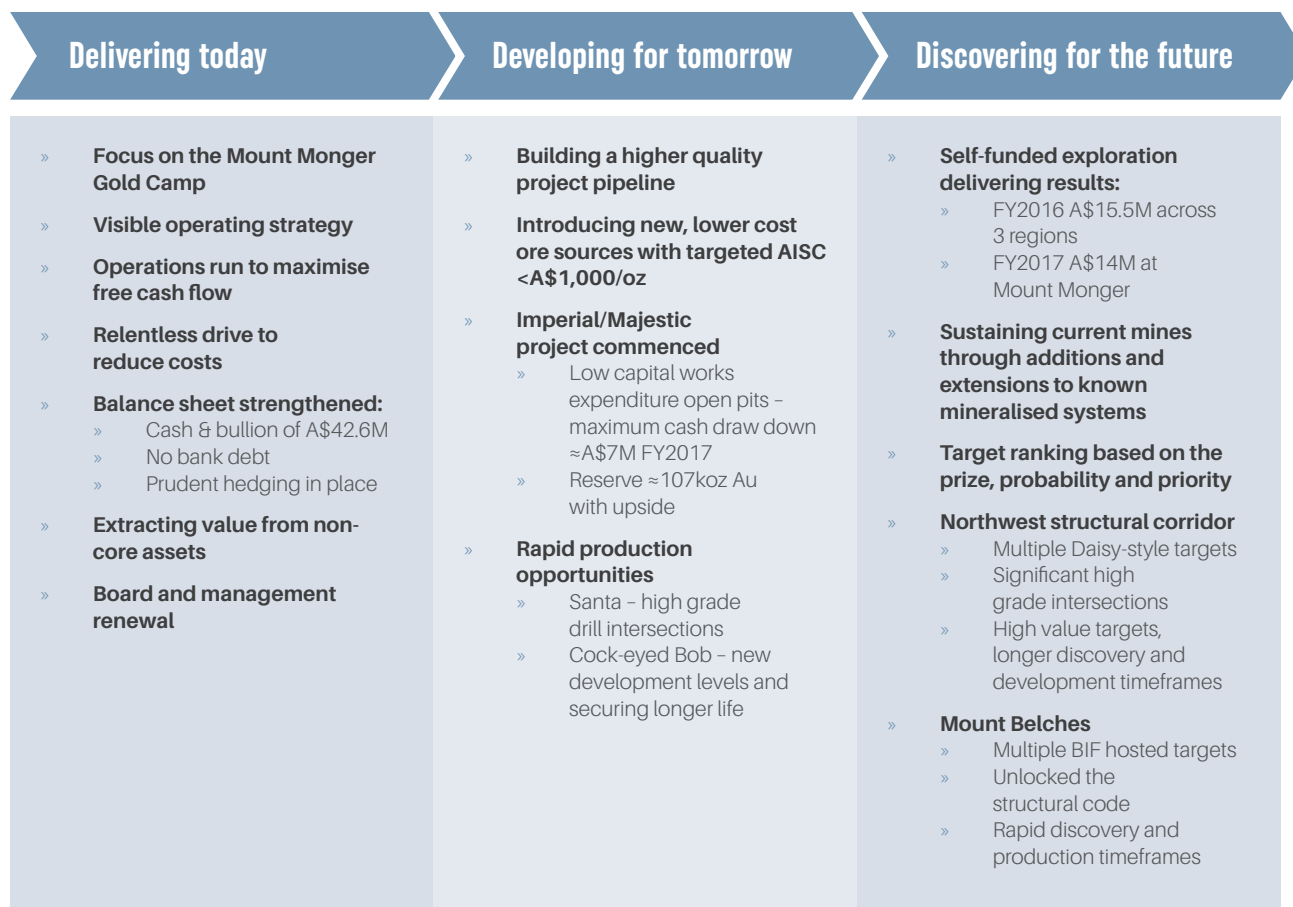 Delivering today
» Focus on the Mount Monger
Gold Camp
» Visible operating strategy
» Operations run to maximise
free cash flow
» Relentless drive to
reduce costs
» Balance sheet strengthened:
» Cash & bullion of A$42.6M
» No bank debt
» Prudent hedging in place
» Extracting value from non-
core assets
» Board and management
renewal
Developing for tomorrow
» Building a higher quality
project pipeline
» Introducing new, lower cost
ore sources with targeted AISC
<A$1,000/oz
» Imperial/Majestic
project commenced
» Low capital works
expenditure open pits –
maximum cash draw down
≈A$7M FY2017
» Reserve ≈107koz Au
with upside
» Rapid production
opportunities
» Santa – high grade
drill intersections
» Cock-eyed Bob – new
development levels and
securing longer life
Discovering for the future
» Self-funded exploration
delivering results:
» FY2016 A$15.5M across
3 regions
» FY2017 A$14M at
Mount Monger
» Sustaining current mines
through additions and
extensions to known
mineralised systems
» Target ranking based on the
prize, probability and priority
» Northwest structural corridor
» Multiple Daisy-style targets
» Significant high
grade intersections
» High value targets,
longer discovery and
development timeframes
» Mount Belches
» Multiple BIF hosted targets
» Unlocked the
structural code
» Rapid discovery and
production timeframes